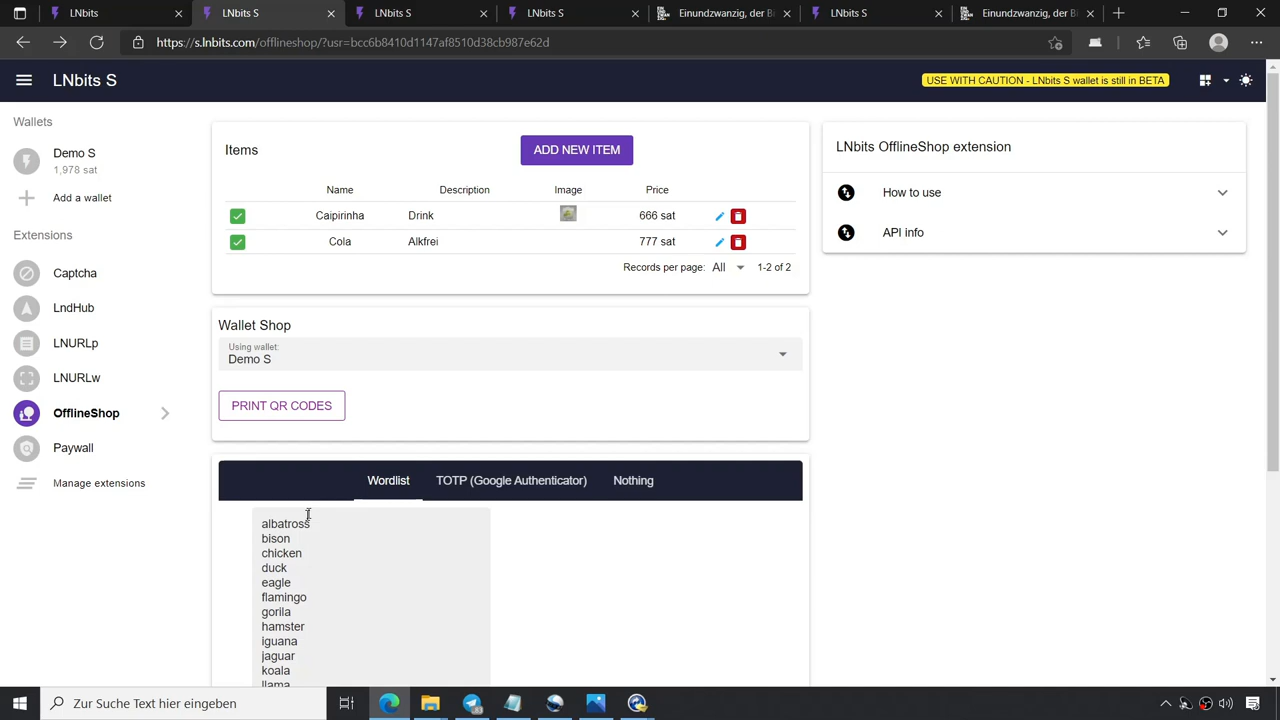 LNbits S
LNbits S
LNbits S
LNbits S
Einundzwanzig, der Bi
LNbits S
Einundzwanzig, der Bi
https://s.lnbits.com/offlineshop/?usr=bcc6b8410d1147af8510d38cb987e62d
LNbits S
USE WITH CAUTION - LNbits S wallet is still in BETA
Wallets
Demo S
1,978 sat
Add a wallet
Extensions
Captcha
LndHub
LNURLp
LNURLw
OfflineShop
Paywall
Manage extensions
Items
ADD NEW ITEM
Name Description Image Price
Caipirinha Drink 666 sat
Cola Alkfrei 777 sat
Records per page: All 1-2 of 2
Wallet Shop
Using wallet:
Demo S
PRINT QR CODES
Wordlist TOTP (Google Authenticator) Nothing
albatross
bison
chicken
duck
eagle
flamingo
gorila
hamster
iguana
jaguar
koala
llama
LNbits OfflineShop extension
How to use
API info
Zur Suche Text hier eingeben